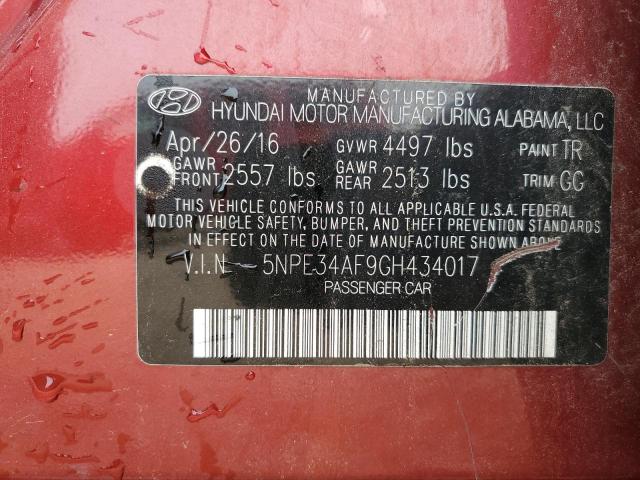 MANUFACTURED BY
HYUNDAI MOTOR MANUFACTURING ALABAMA, LLC
Apr/26/16 GVWR 4497 lbs PAINT TR
GAWR FRONT 2557 lbs GAWR REAR 2513 lbs TRIM GG
THIS VEHICLE CONFORMS TO ALL APPLICABLE U.S.A. FEDERAL
MOTOR VEHICLE SAFETY, BUMPER, AND THEFT PREVENTION STANDARDS
IN EFFECT ON THE DATE OF MANUFACTURE SHOWN ABOVE
V.I.N 5NPE34AF9GH434017
PASSENGER CAR